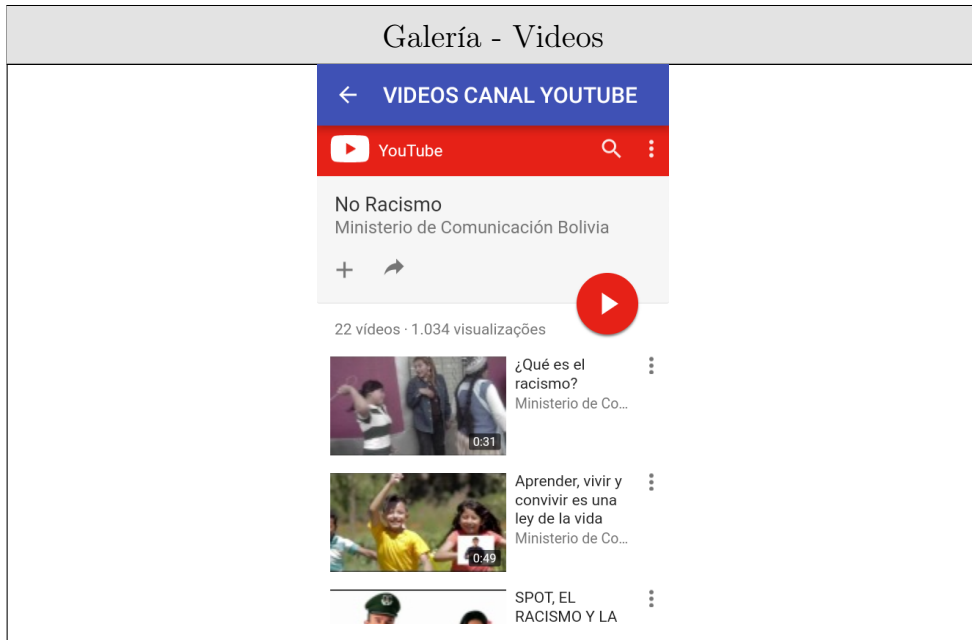 Galería - Videos
VIDEOS CANAL YOUTUBE
YouTube
No Racismo
Ministerio de Comunicación Bolivia
22 vídeos · 1.034 visualizações
¿Qué es el
racismo?
Ministerio de Co...
0:31
Aprender, vivir y
convivir es una
ley de la vida
Ministerio de Co...
0:49
SPOT, EL
RACISMO Y LA